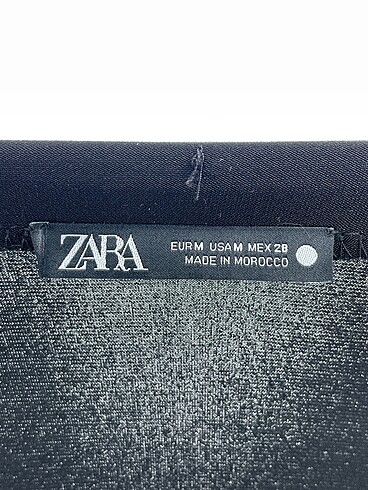 ZARA
EUR M USA M MEX 28
MADE IN MOROCCO